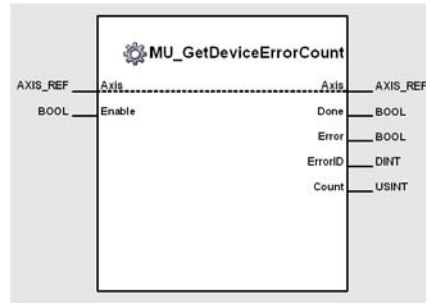 MU_GetDeviceErrorCount
AXIS_REF Axis Axis AXIS_REF
BOOL Enable Done BOOL
Error BOOL
ErrorID DINT
Count USINT